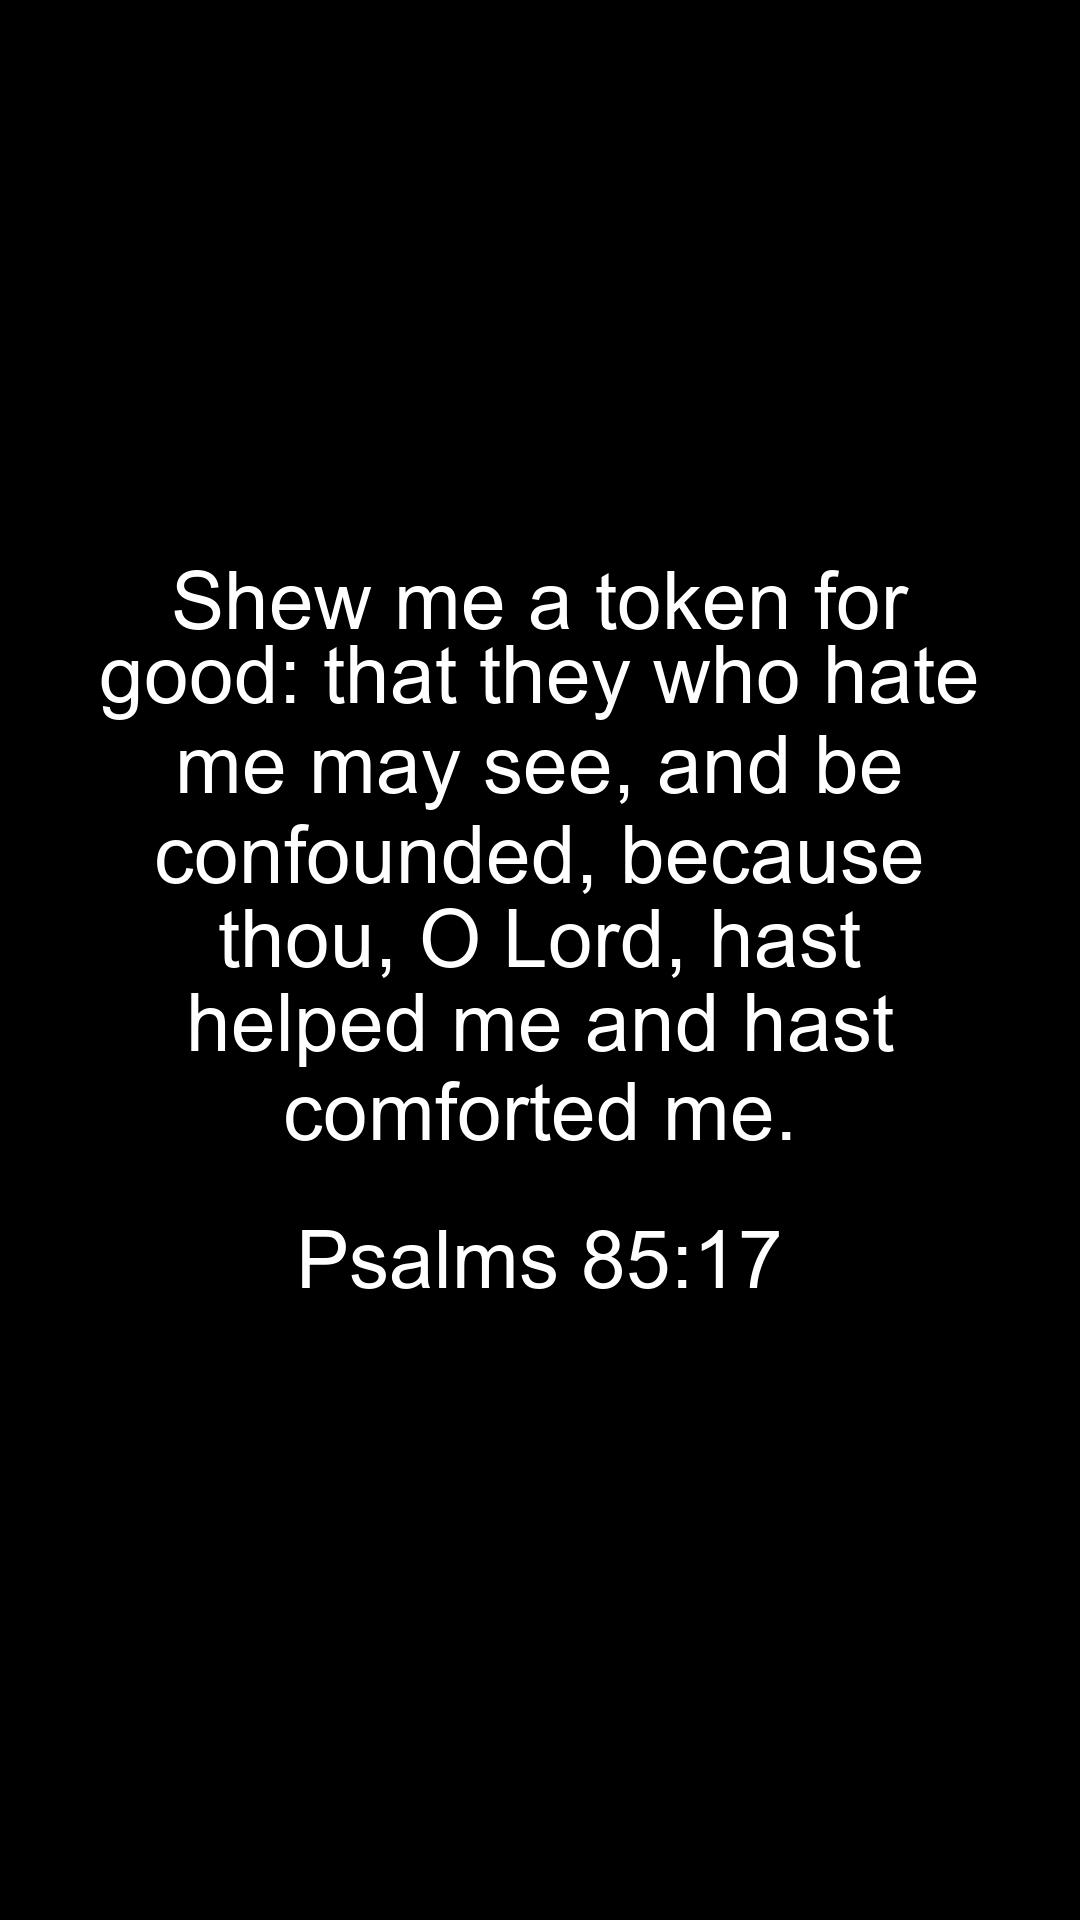 Shew me a token for
good: that they who hate
me may see, and be
confounded, because
thou, O Lord, hast
helped me and hast
comforted me.
Psalms 85:17